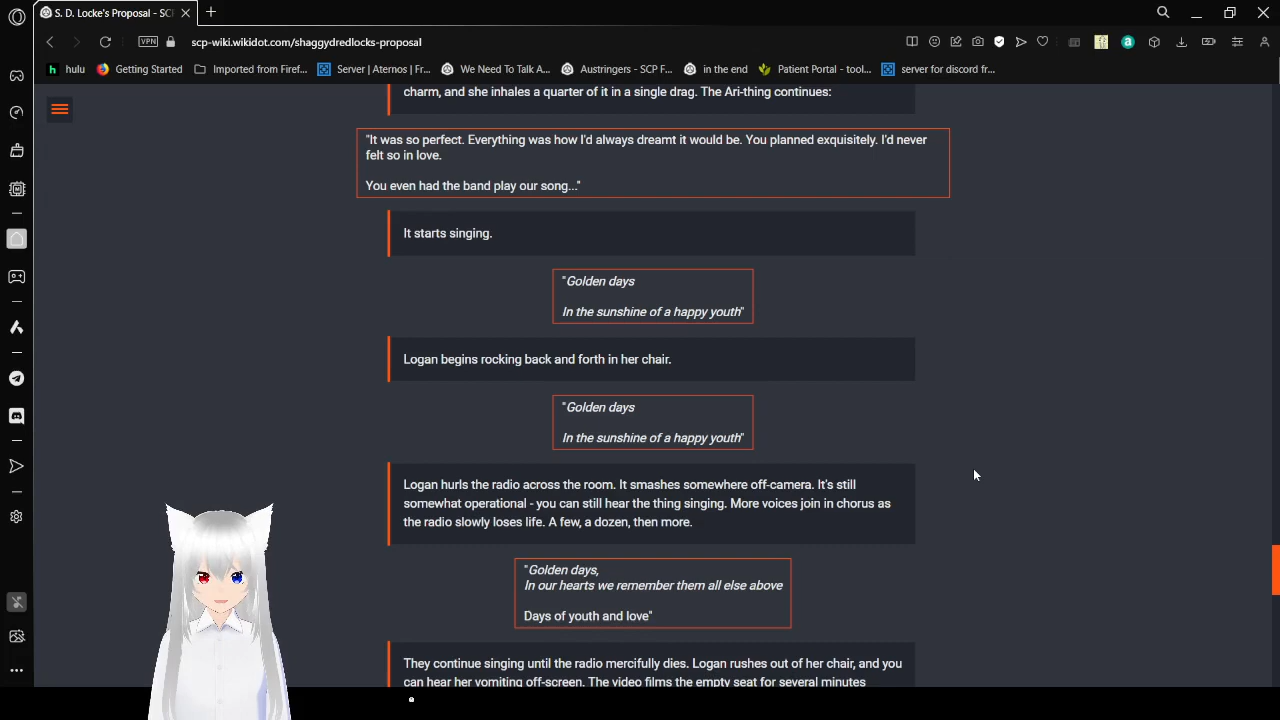 S. D. Locke's Proposal - SC
VPN
scp-wiki.wikidot.com/shaggydredlocks-proposal
hulu
Getting Started
Imported from Firef...
Server | Aternos | Fr...
We Need To Talk A...
Austringers - SCP F...
in the end
Patient Portal - tool...
server for discord fr...
charm, and she inhales a quarter of it in a single drag. The Ari-thing continues:
"It was so perfect. Everything was how I'd always dreamt it would be. You planned exquisitely. I'd never
felt so in love.
You even had the band play our song..."
It starts singing.
"Golden days
In the sunshine of a happy youth"
Logan begins rocking back and forth in her chair.
"Golden days
In the sunshine of a happy youth"
Logan hurls the radio across the room. It smashes somewhere off-camera. It's still
somewhat operational - you can still hear the thing singing. More voices join in chorus as
the radio slowly loses life. A few, a dozen, then more.
"Golden days,
In our hearts we remember them all else above
Days of youth and love"
They continue singing until the radio mercifully dies. Logan rushes out of her chair, and you
can hear her vomiting off-screen. The video films the empty seat for several minutes